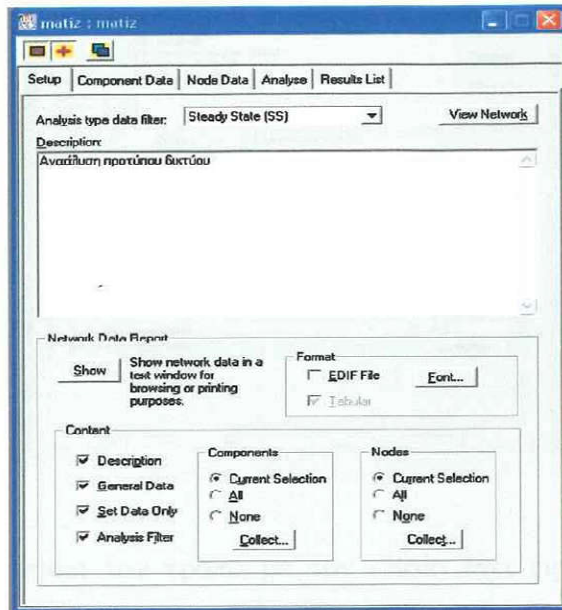 matiz : matiz
Setup Component Data Node Data Analyse Results List
Analysis type data filter: Steady State (SS) View Network
Description:
Αναάλυση προτύπου δικτύου
Network Data Report
Show
Show network data in a
text window for
browsing or printing
purposes.
Format
EDIF File Font...
Tabular
Content
Description
General Data
Set Data Only
Analysis Filter
Components
Current Selection
All
None
Collect...
Nodes
Current Selection
All
None
Collect...